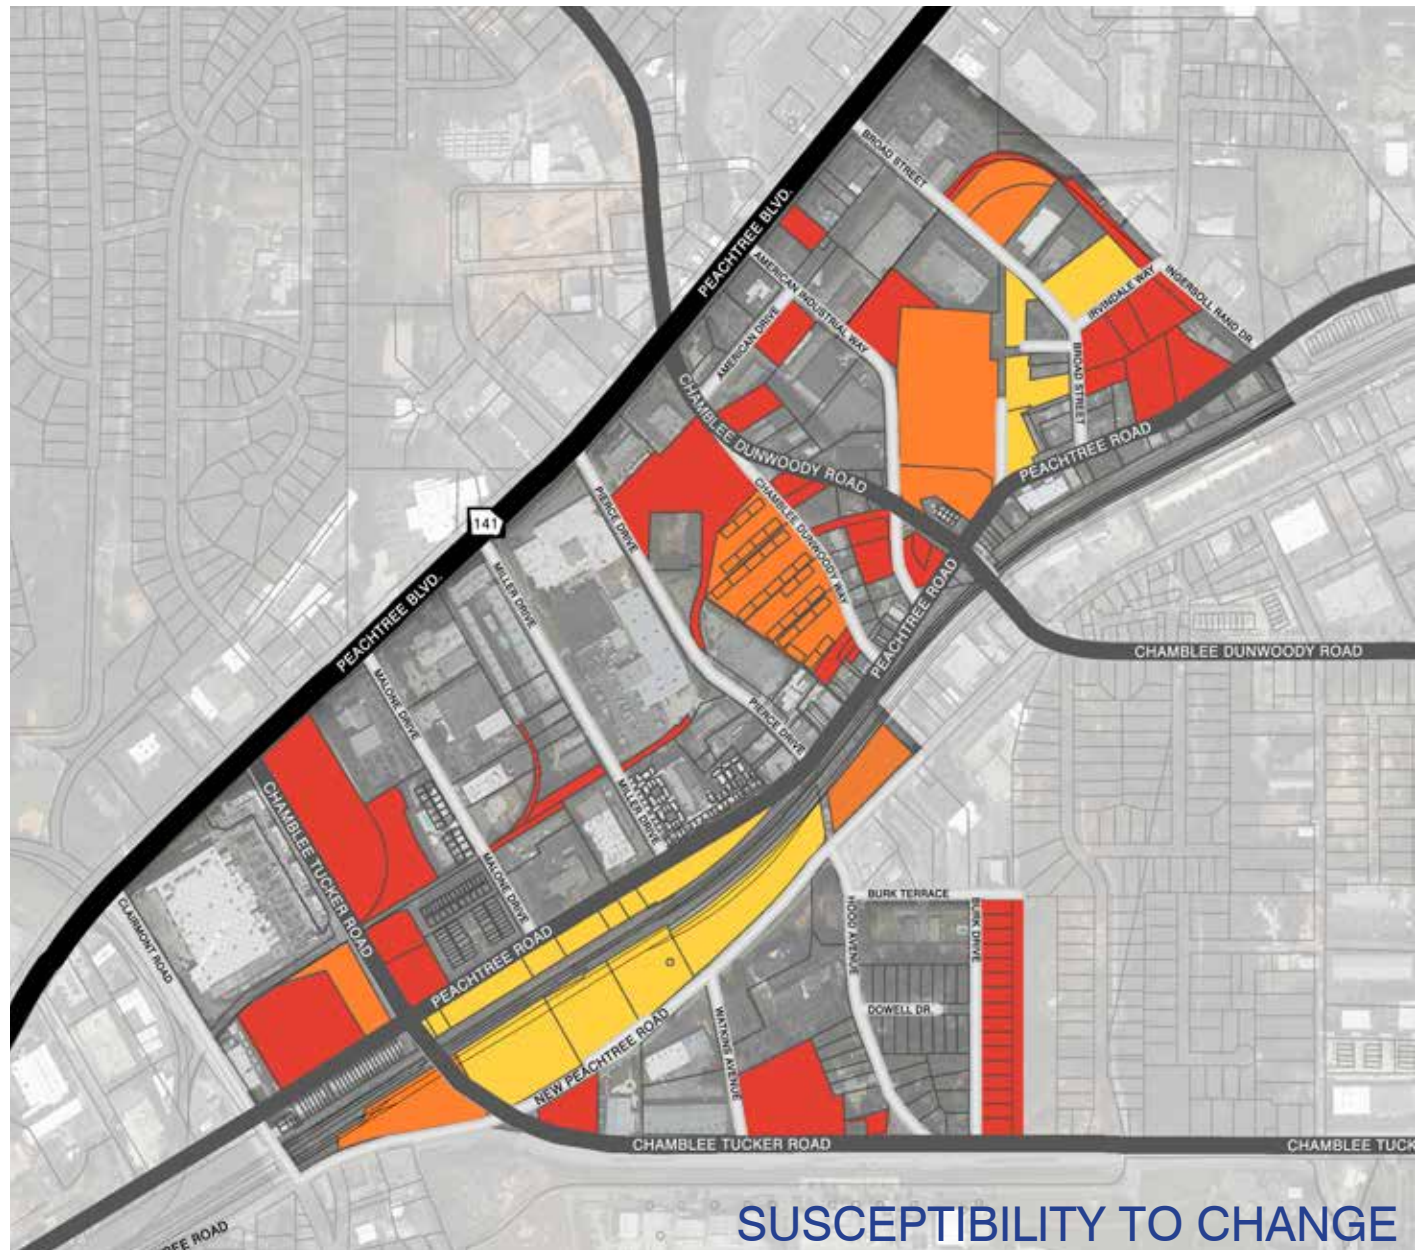 BROAD STREET
PEACHTREE BLVD.
AMERICAN INDUSTRIAL WAY
INGERSOLL RAND DR.
IRVINDALE WAY
AMERICAN DRIVE
BROAD STREET
CHAMBLEE DUNWOODY ROAD
PEACHTREE ROAD
CHAMBLEE DUNWOODY WAY
PIERCE DRIVE
141
MILLER DRIVE
PEACHTREE BLVD.
PEACHTREE ROAD
CHAMBLEE DUNWOODY ROAD
MALONE DRIVE
PIERCE DRIVE
MILLER DRIVE
CHAMBLEE TUCKER ROAD
MALONE DRIVE
CLAIRMONT ROAD
BURK TERRACE
HOOD AVENUE
BURK DRIVE
PEACHTREE ROAD
DOWELL DR.
WATKINS AVENUE
NEW PEACHTREE ROAD
CHAMBLEE TUCKER ROAD
CHAMBLEE TUCK
EE ROAD
SUSCEPTIBILITY TO CHANGE